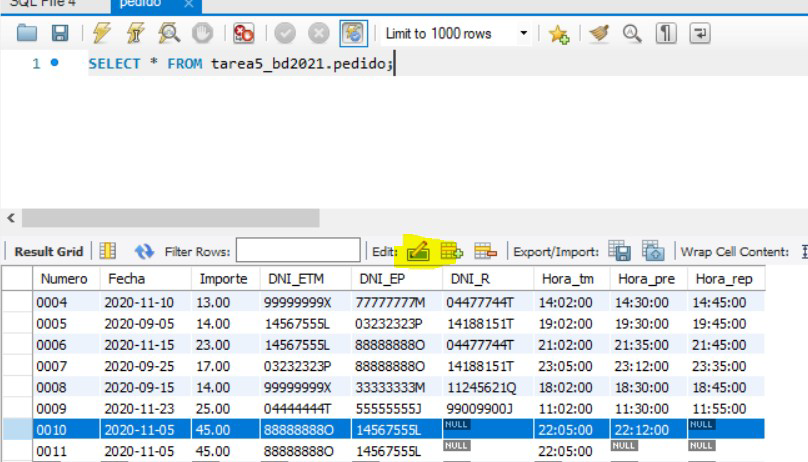 SQL File 4 pedido
Limit to 1000 rows
1 SELECT * FROM tarea5_bd2021.pedido;
Result Grid Filter Rows: Edit: Export/Import: Wrap Cell Content:
Numero Fecha Importe DNI_ETM DNI_EP DNI_R Hora_tm Hora_pre Hora_rep
0004 2020-11-10 13.00 99999999X 77777777M 04477744T 14:02:00 14:30:00 14:45:00
0005 2020-09-05 14.00 14567555L 03232323P 14188151T 19:02:00 19:30:00 19:45:00
0006 2020-11-15 23.00 14567555L 88888888O 04477744T 21:02:00 21:35:00 21:45:00
0007 2020-09-25 17.00 03232323P 88888888O 14188151T 23:05:00 23:12:00 23:35:00
0008 2020-09-15 14.00 99999999X 33333333M 11245621Q 18:02:00 18:30:00 18:45:00
0009 2020-11-23 25.00 04444444T 55555555J 99009900J 11:02:00 11:30:00 11:55:00
0010 2020-11-05 45.00 88888888O 14567555L NULL 22:05:00 22:12:00 NULL
0011 2020-11-05 45.00 88888888O 14567555L NULL 22:05:00 NULL NULL